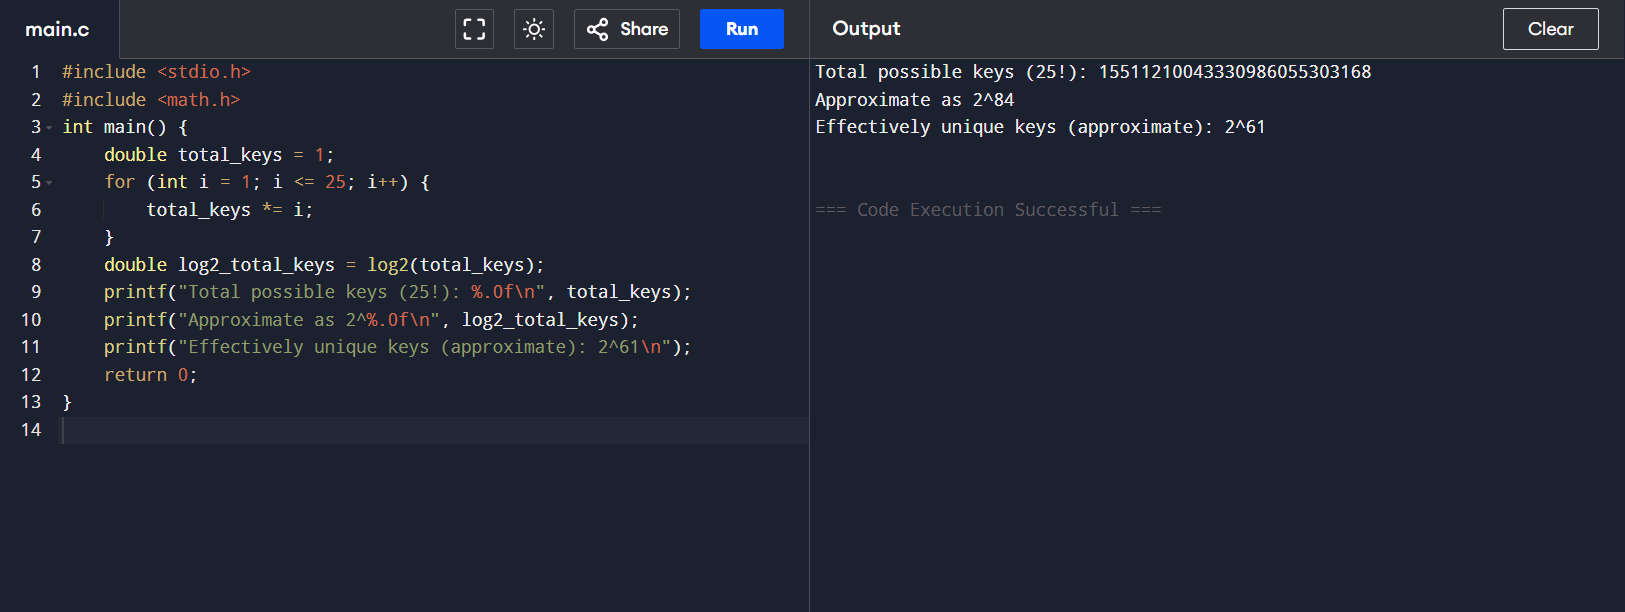 main.c
Share
Run
Output
Clear
1 #include <stdio.h>
2 #include <math.h>
3 int main() {
4     double total_keys = 1;
5     for (int i = 1; i <= 25; i++) {
6         total_keys *= i;
7     }
8     double log2_total_keys = log2(total_keys);
9     printf("Total possible keys (25!): %.0f\n", total_keys);
10     printf("Approximate as 2^%.0f\n", log2_total_keys);
11     printf("Effectively unique keys (approximate): 2^61\n");
12     return 0;
13 }
14
Total possible keys (25!): 15511210043330986055303168
Approximate as 2^84
Effectively unique keys (approximate): 2^61
=== Code Execution Successful ===